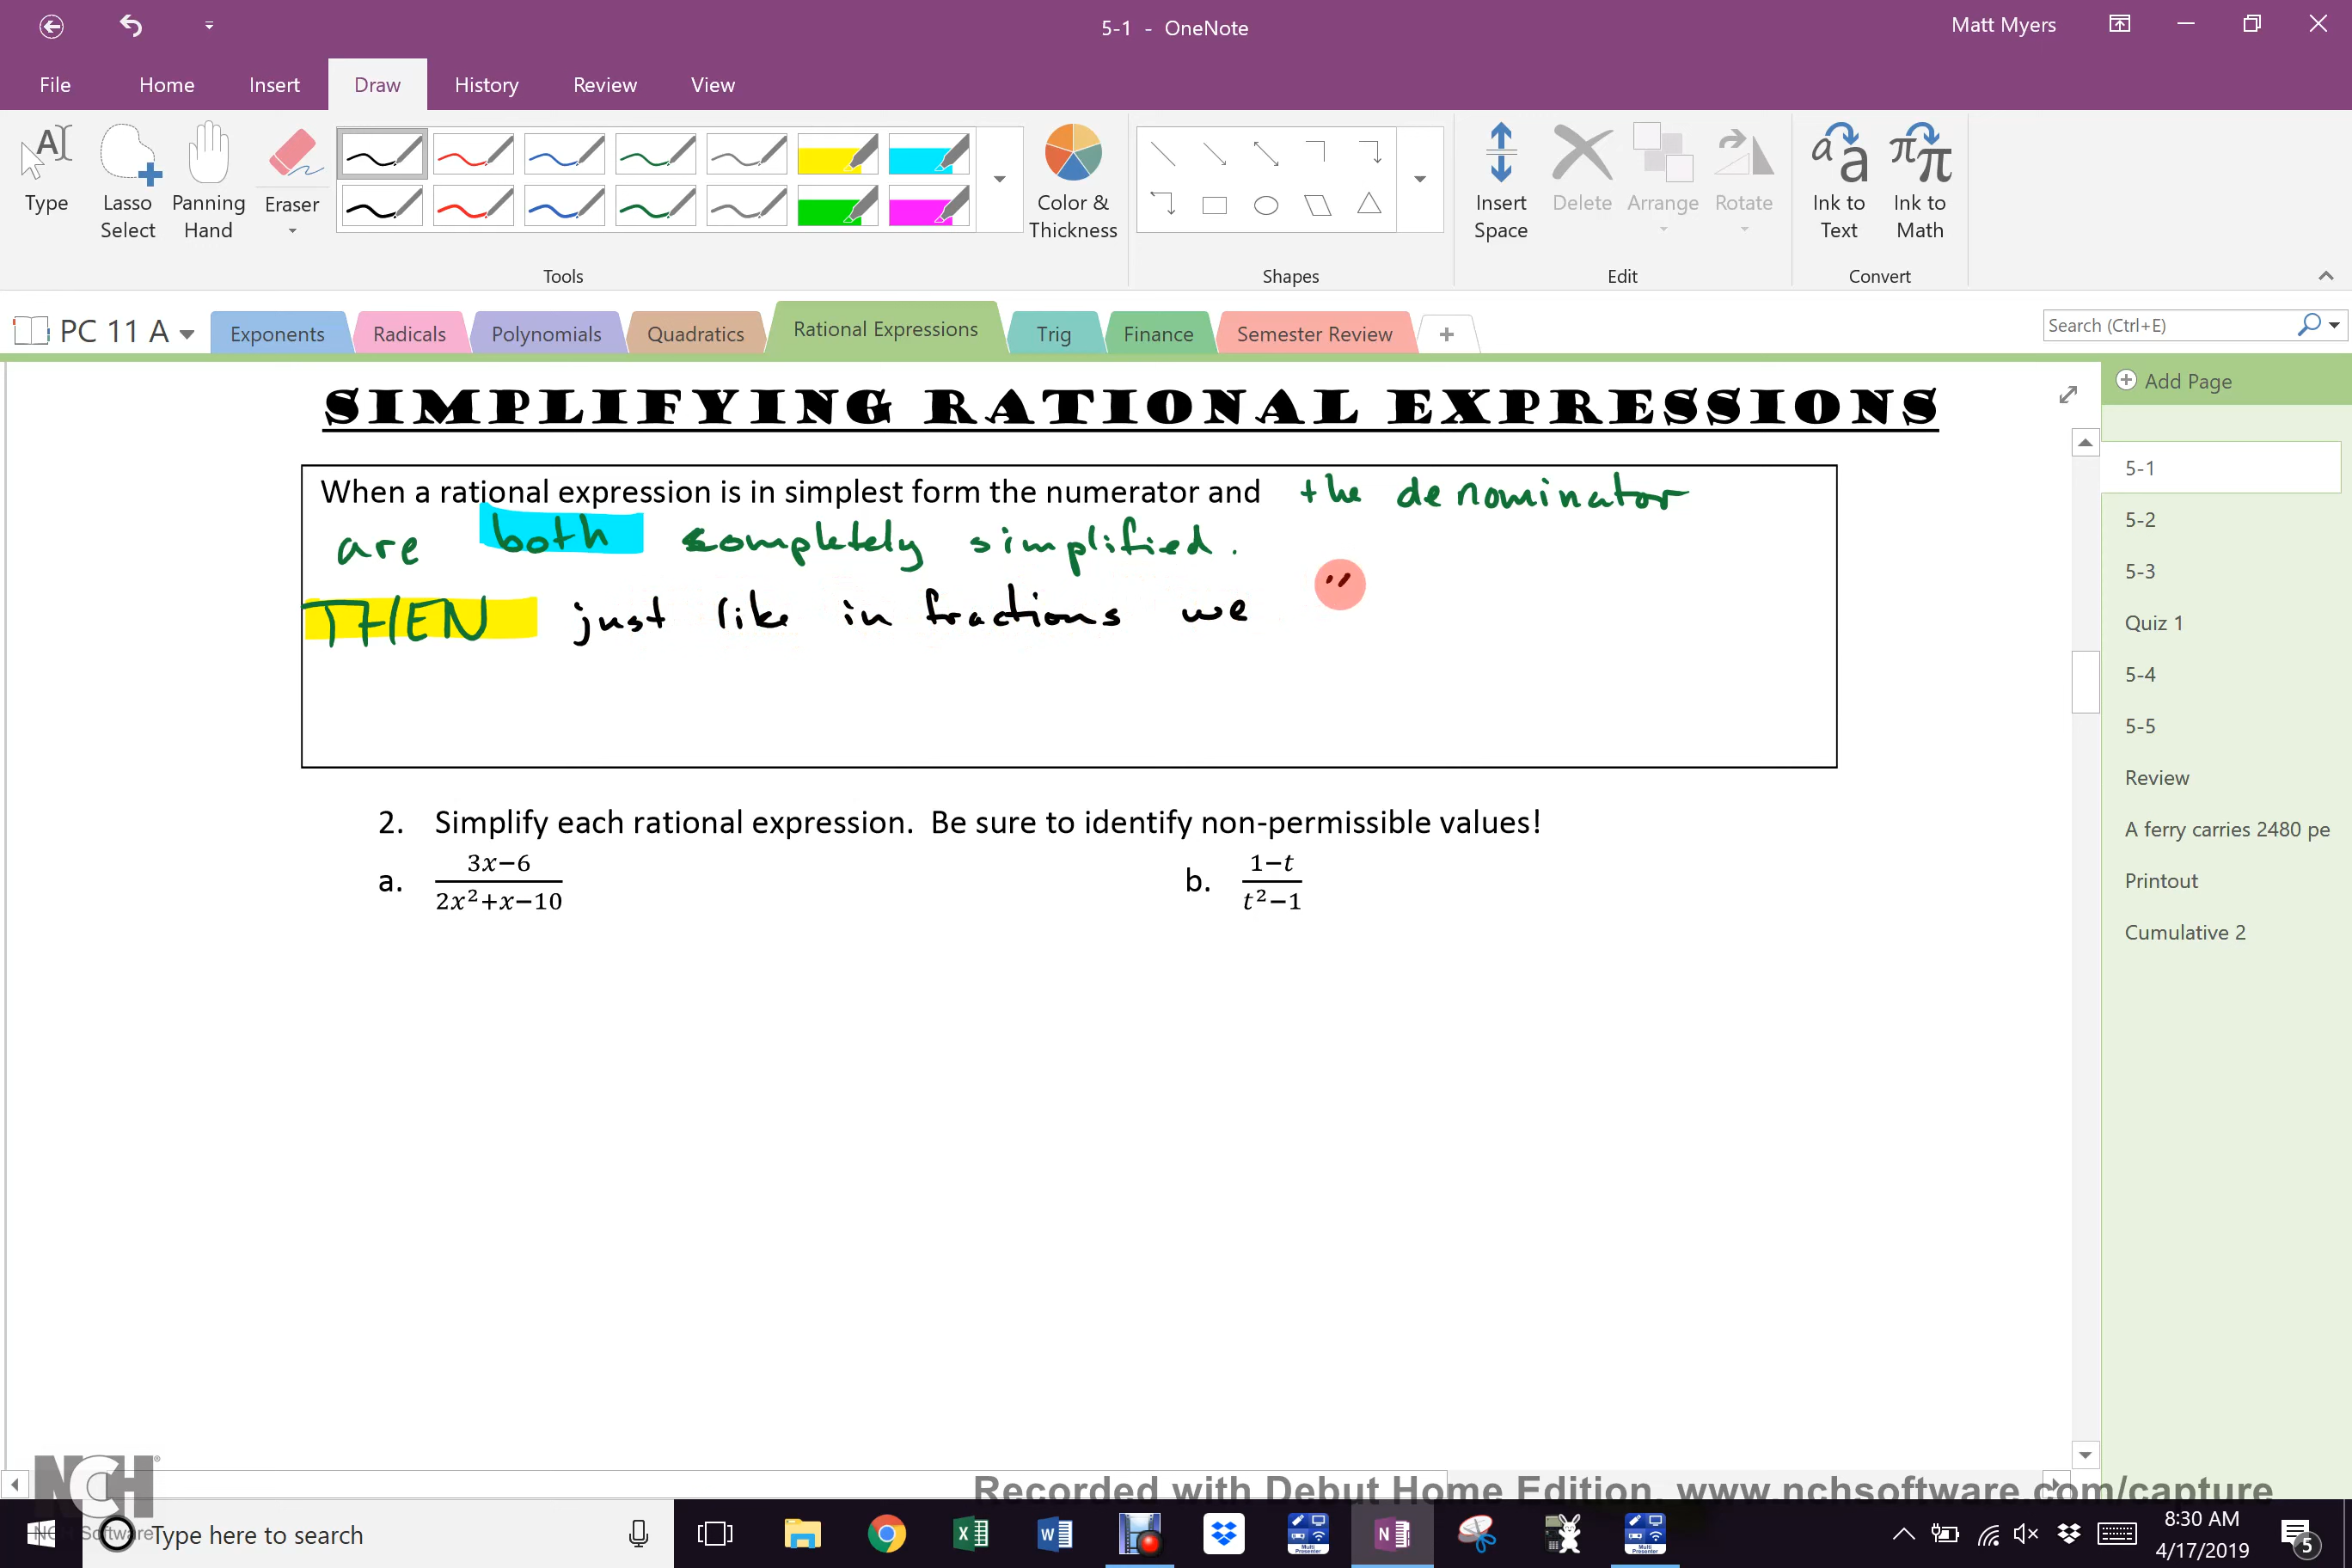 5-1 - OneNote
Matt Myers
File Home Insert Draw History Review View
Type
Lasso Select
Panning Hand
Eraser
Color & Thickness
Insert Space
Delete
Arrange
Rotate
Ink to Text
Ink to Math
Tools
Shapes
Edit
Convert
PC 11 A
Exponents Radicals Polynomials Quadratics Rational Expressions Trig Finance Semester Review +
Search (Ctrl+E)
Add Page
5-1
5-2
5-3
Quiz 1
5-4
5-5
Review
A ferry carries 2480 pe
Printout
Cumulative 2
SIMPLIFYING RATIONAL EXPRESSIONS
When a rational expression is in simplest form the numerator and the denominator
are both completely simplified.
THEN just like in fractions we "
2. Simplify each rational expression. Be sure to identify non-permissible values!
a. (3x−6)/(2x²+x−10)
b. (1−t)/(t²−1)
NCH®
NCH Software
Recorded with Debut Home Edition. www.nchsoftware.com/capture
Type here to search
8:30 AM
4/17/2019
5